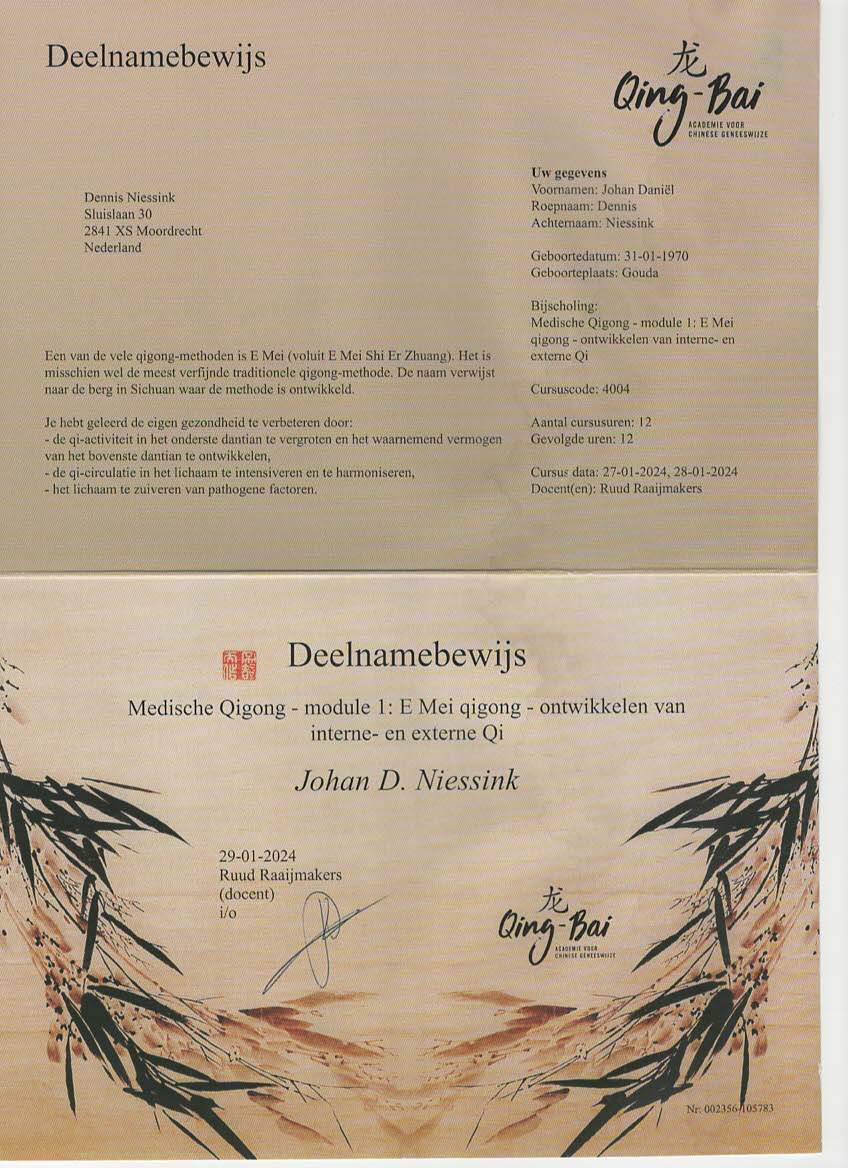 Deelnamebewijs
龙
Qing-Bai
ACADEMIE VOOR
CHINESE GENEESWIJZE
Dennis Niessink
Sluislaan 30
2841 XS Moordrecht
Nederland
Uw gegevens
Voornamen: Johan Daniël
Roepnaam: Dennis
Achternaam: Niessink
Geboortedatum: 31-01-1970
Geboorteplaats: Gouda
Bijscholing:
Medische Qigong - module 1: E Mei
qigong - ontwikkelen van interne- en
externe Qi
Cursuscode: 4004
Aantal cursusuren: 12
Gevolgde uren: 12
Cursus data: 27-01-2024, 28-01-2024
Docent(en): Ruud Raaijmakers
Een van de vele qigong-methoden is E Mei (voluit E Mei Shi Er Zhuang). Het is
misschien wel de meest verfijnde traditionele qigong-methode. De naam verwijst
naar de berg in Sichuan waar de methode is ontwikkeld.
Je hebt geleerd de eigen gezondheid te verbeteren door:
- de qi-activiteit in het onderste dantian te vergroten en het waarnemend vermogen
van het bovenste dantian te ontwikkelen,
- de qi-circulatie in het lichaam te intensiveren en te harmoniseren,
- het lichaam te zuiveren van pathogene factoren.
Deelnamebewijs
Medische Qigong - module 1: E Mei qigong - ontwikkelen van
interne- en externe Qi
Johan D. Niessink
29-01-2024
Ruud Raaijmakers
(docent)
i/o
龙
Qing-Bai
ACADEMIE VOOR
CHINESE GENEESWIJZE
Nr: 002356-105783